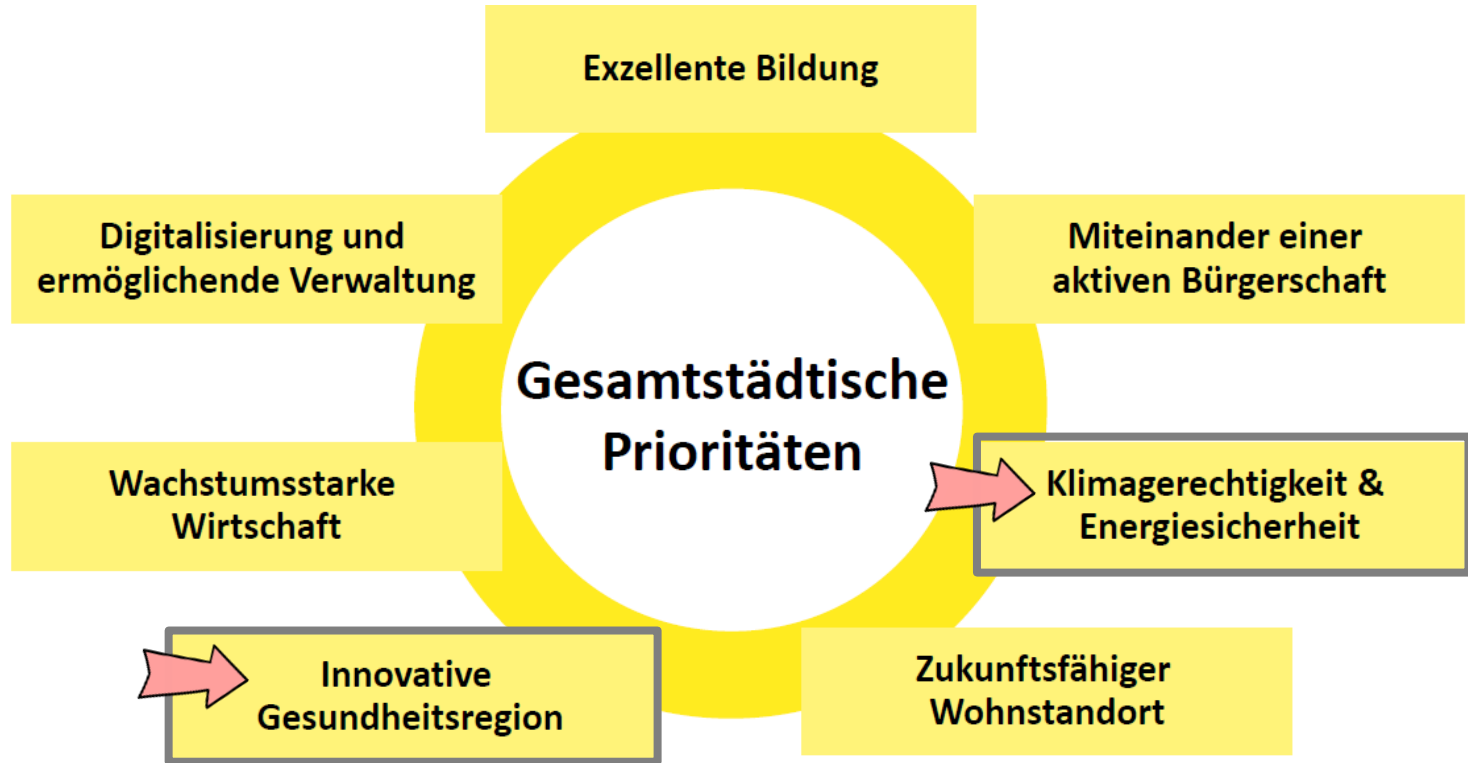 Exzellente Bildung
Digitalisierung und
ermöglichende Verwaltung
Miteinander einer
aktiven Bürgerschaft
Gesamtstädtische
Prioritäten
Wachstumsstarke
Wirtschaft
Klimagerechtigkeit &
Energiesicherheit
Innovative
Gesundheitsregion
Zukunftsfähiger
Wohnstandort